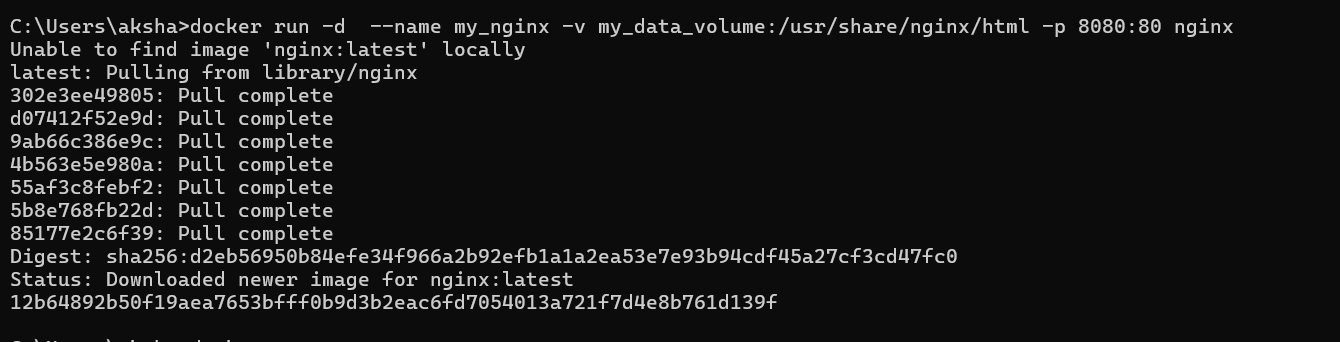 C:\Users\aksha>docker run -d  --name my_nginx -v my_data_volume:/usr/share/nginx/html -p 8080:80 nginx
Unable to find image 'nginx:latest' locally
latest: Pulling from library/nginx
302e3ee49805: Pull complete
d07412f52e9d: Pull complete
9ab66c386e9c: Pull complete
4b563e5e980a: Pull complete
55af3c8febf2: Pull complete
5b8e768fb22d: Pull complete
85177e2c6f39: Pull complete
Digest: sha256:d2eb56950b84efe34f966a2b92efb1a1a2ea53e7e93b94cdf45a27cf3cd47fc0
Status: Downloaded newer image for nginx:latest
12b64892b50f19aea7653bfff0b9d3b2eac6fd7054013a721f7d4e8b761d139f